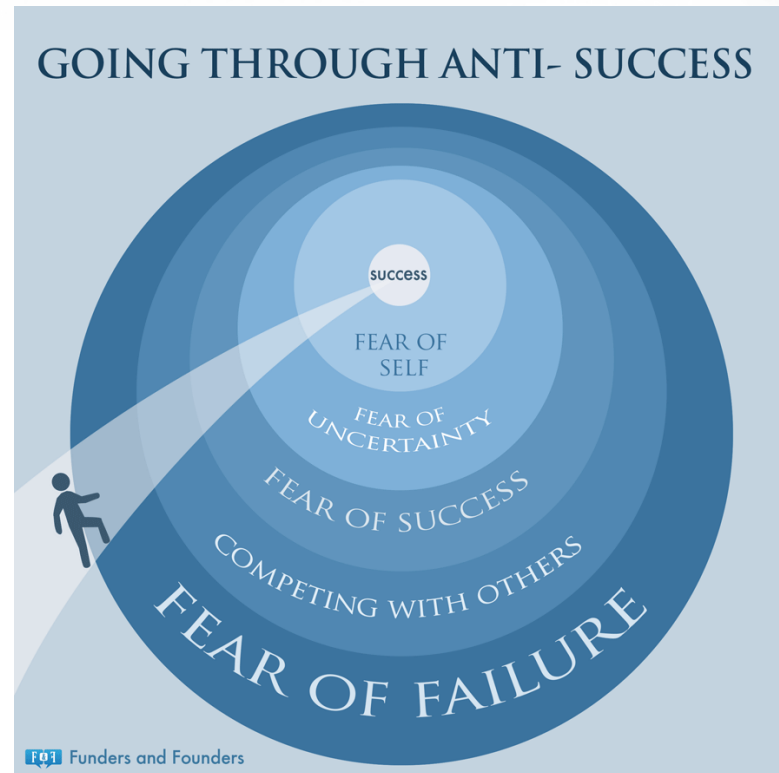 GOING THROUGH ANTI- SUCCESS
success
FEAR OF
SELF
FEAR OF
UNCERTAINTY
FEAR OF SUCCESS
COMPETING WITH OTHERS
FEAR OF FAILURE
F&F Funders and Founders